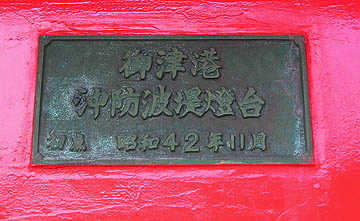 御津港
沖防波堤燈台
初点 昭和42年11月